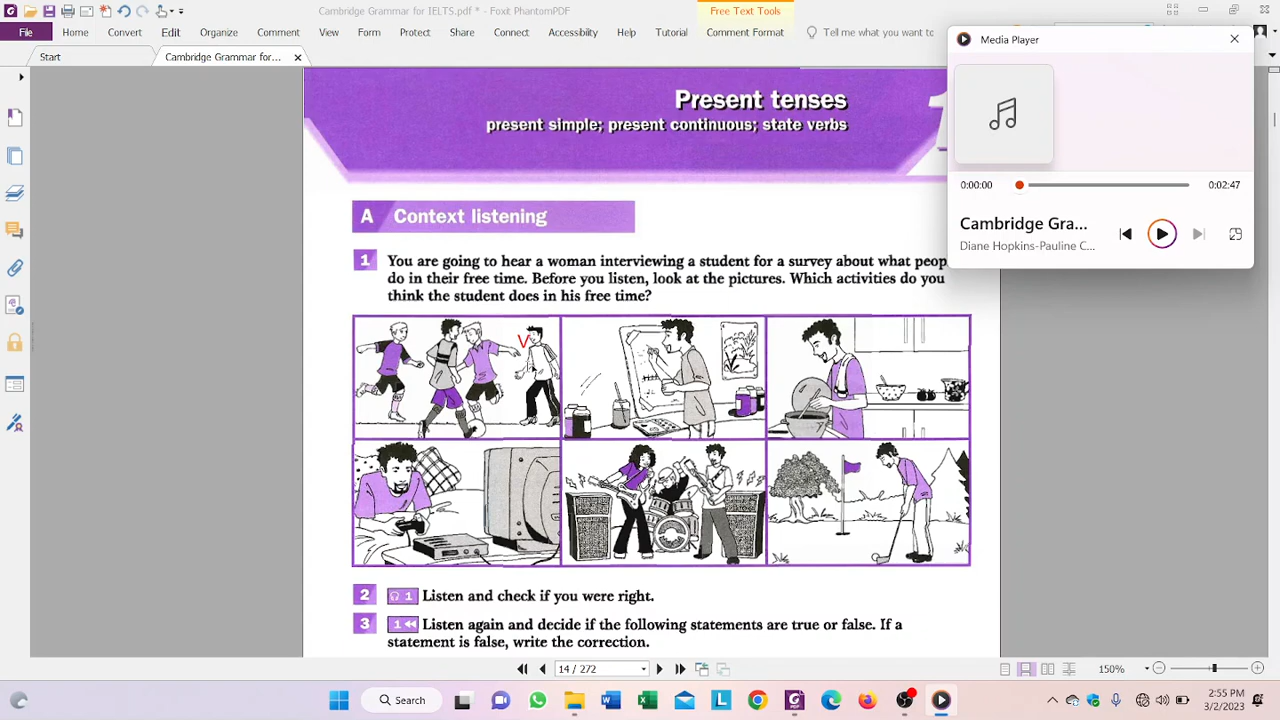 Cambridge Grammar for IELTS.pdf * - Foxit PhantomPDF
Free Text Tools
File Home Convert Edit Organize Comment View Form Protect Share Connect Accessibility Help Tutorial Comment Format Tell me what you want to
Start
Cambridge Grammar for...
Media Player
0:00:00
0:02:47
Cambridge Gra...
Diane Hopkins-Pauline C...
Present tenses
present simple; present continuous; state verbs
A Context listening
1 You are going to hear a woman interviewing a student for a survey about what peop
do in their free time. Before you listen, look at the pictures. Which activities do you
think the student does in his free time?
V
V
2 1 Listen and check if you were right.
3 1 Listen again and decide if the following statements are true or false. If a
statement is false, write the correction.
14 / 272
150%
Search
2:55 PM
3/2/2023